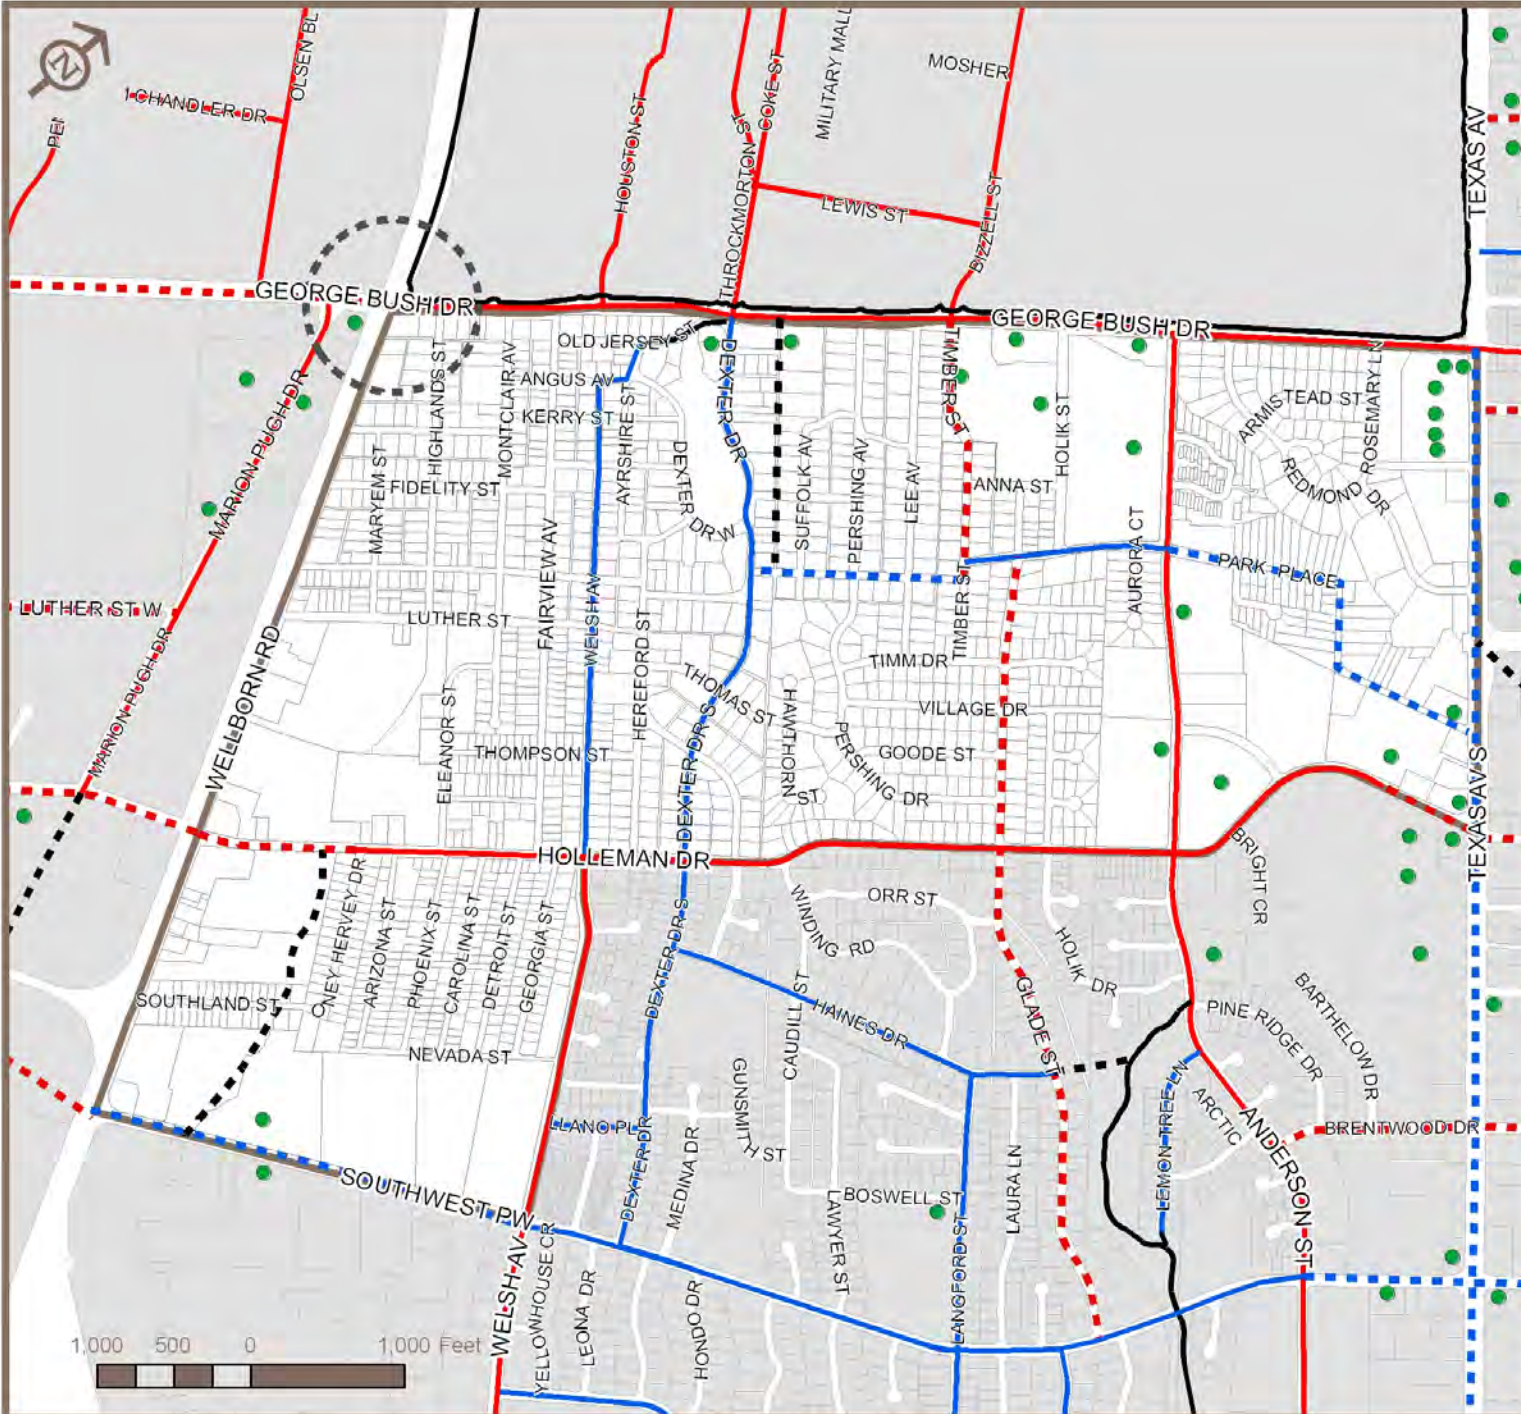 N
OLSEN BL
1 CHANDLER DR
PEI
HOUSTON ST
THROCKMORTON ST
COKE ST
MILITARY MALL
MOSHER
LEWIS ST
BIZZELL ST
TEXAS AV
GEORGE BUSH DR
GEORGE BUSH DR
OLD JERSEY ST
ANGUS AV
KERRY ST
HIGHLANDS ST
MONTCLAIR AV
AYRSHIRE ST
DEXTER DR W
DEXTER DR
TIMBER ST
ARMISTEAD ST
ROSEMARY LN
REDMOND DR
HOLIK ST
ANNA ST
LEE AV
PERSHING AV
SUFFOLK AV
MARYEM ST
FIDELITY ST
MARION PUGH DR
FAIRVIEW AV
WELSH AV
AURORA CT
PARK PLACE
LUTHER ST W
LUTHER ST
HEREFORD ST
TIMBER ST
TIMM DR
THOMAS ST
VILLAGE DR
GOODE ST
HAWTHORN ST
PERSHING DR
MARION PUGH DR
WELLBORN RD
ELEANOR ST
THOMPSON ST
DEXTER DR S
TEXAS AV S
HOLLEMAN DR
BRIGHT CR
ORR ST
WINDING RD
HOLIK DR
ONEY HERVEY DR
ARIZONA ST
PHOENIX ST
CAROLINA ST
DETROIT ST
GEORGIA ST
SOUTHLAND ST
NEVADA ST
DEXTER DR S
HAINES DR
CAUDILL ST
GLADE ST
PINE RIDGE DR
BARTHELOW DR
GUNSMITH ST
LEMON TREE LN
ARCTIC
ANDERSON ST
BRENTWOOD DR
LLANO PL
DEXTER DR
MEDINA DR
BOSWELL ST
LAWYER ST
LANGFORD ST
LAURA LN
SOUTHWEST PW
WELSH AV
YELLOWHOUSE CR
LEONA DR
HONDO DR
1,000 500 0 1,000 Feet